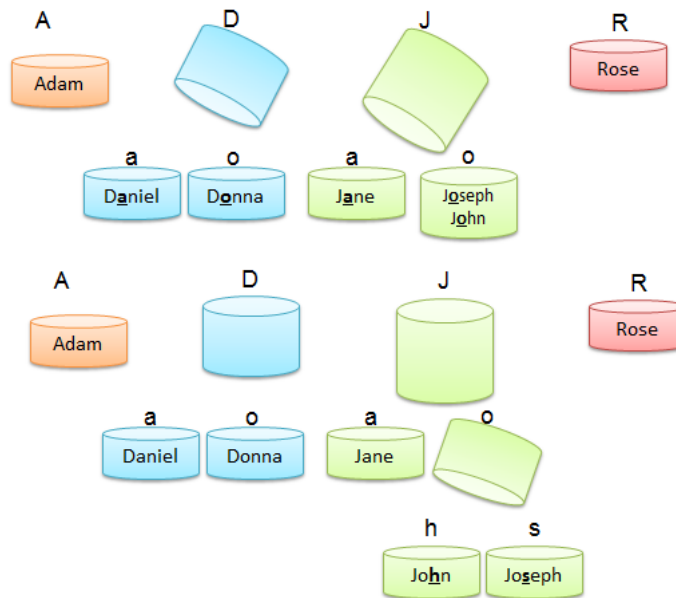 A D J R
Adam Rose
a o a o
Daniel Donna Jane Joseph
John
A D J R
Adam Rose
a o a o
Daniel Donna Jane
h s
John Joseph